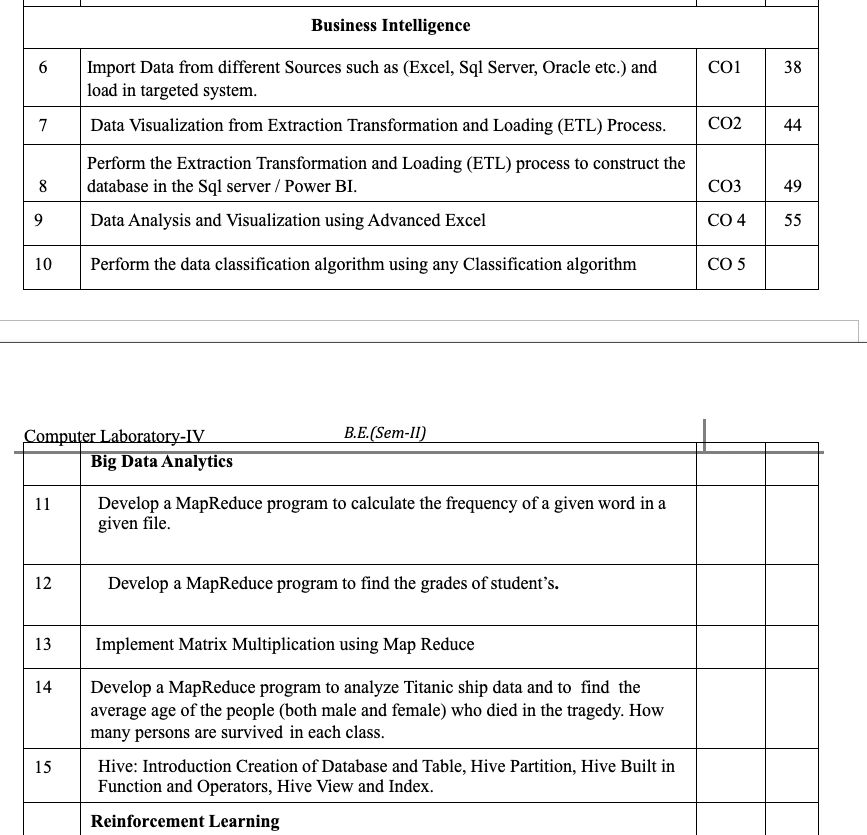 Business Intelligence
6 Import Data from different Sources such as (Excel, Sql Server, Oracle etc.) and CO1 38
load in targeted system.
7 Data Visualization from Extraction Transformation and Loading (ETL) Process. CO2 44
Perform the Extraction Transformation and Loading (ETL) process to construct the
8 database in the Sql server / Power BI. CO3 49
9 Data Analysis and Visualization using Advanced Excel CO 4 55
10 Perform the data classification algorithm using any Classification algorithm CO 5
Computer Laboratory-IV B.E.(Sem-II)
Big Data Analytics
11 Develop a MapReduce program to calculate the frequency of a given word in a
given file.
12 Develop a MapReduce program to find the grades of student’s.
13 Implement Matrix Multiplication using Map Reduce
14 Develop a MapReduce program to analyze Titanic ship data and to find the
average age of the people (both male and female) who died in the tragedy. How
many persons are survived in each class.
15 Hive: Introduction Creation of Database and Table, Hive Partition, Hive Built in
Function and Operators, Hive View and Index.
Reinforcement Learning